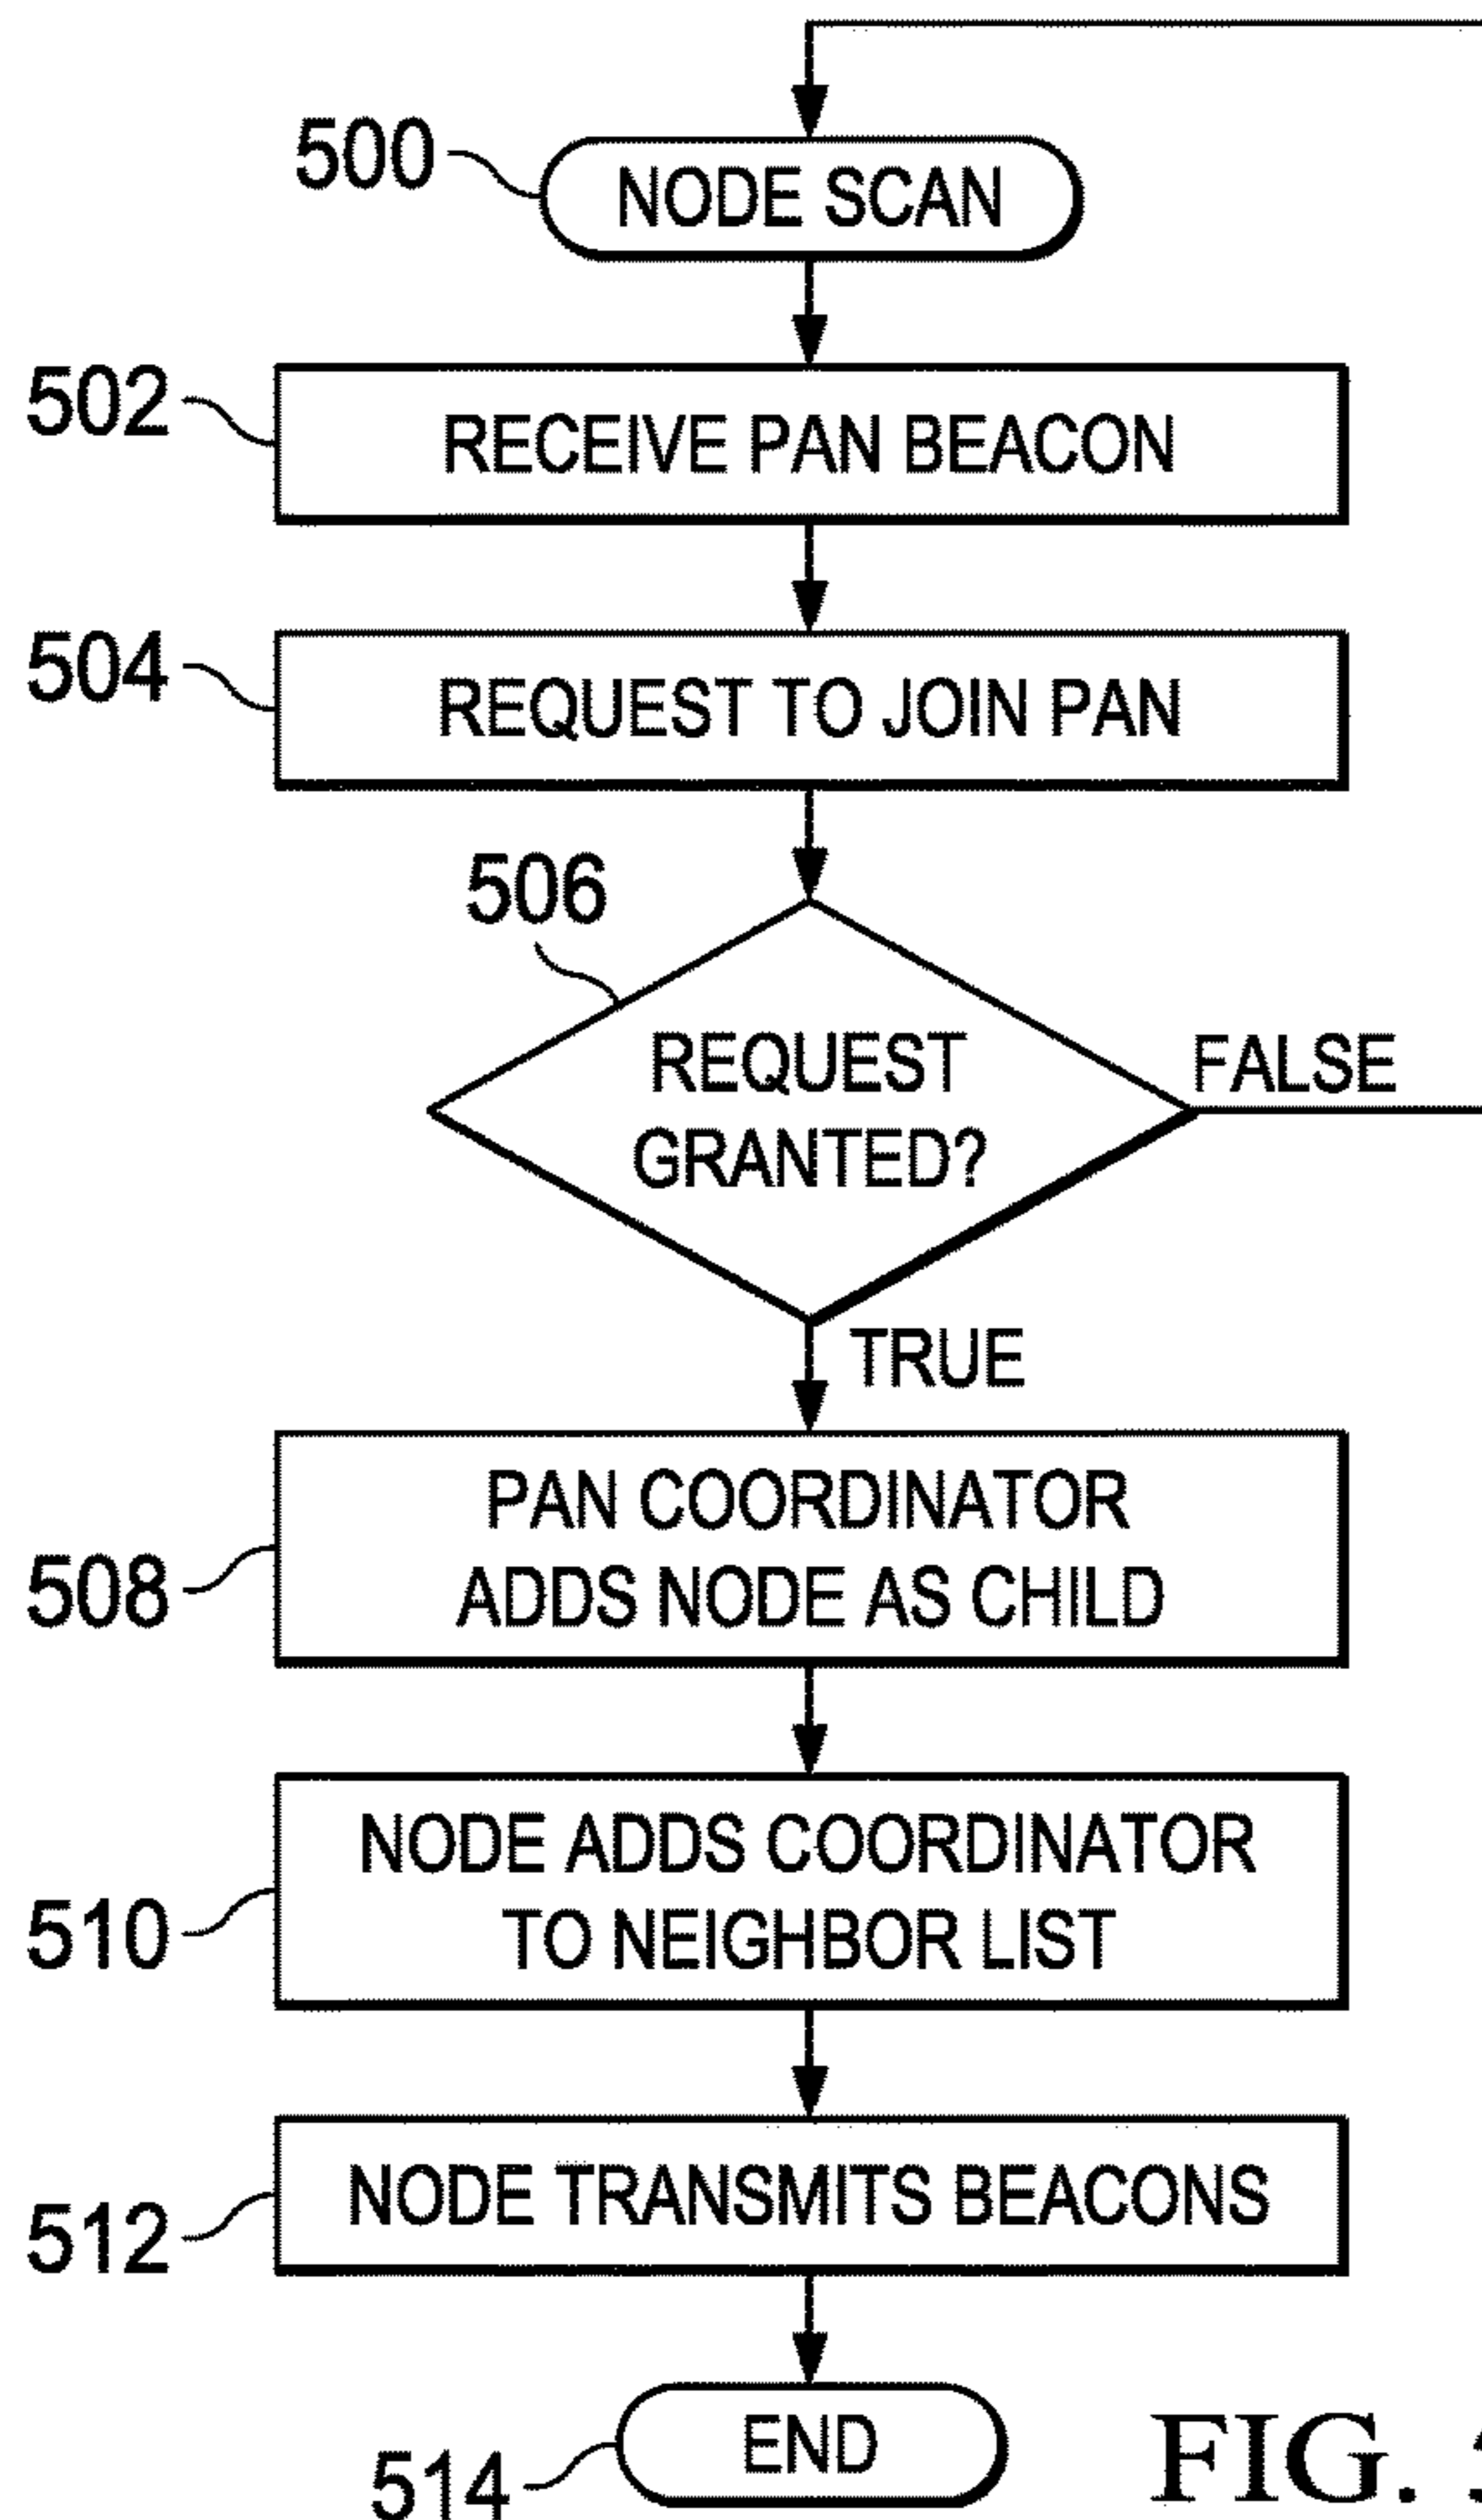 500
NODE SCAN
502
RECEIVE PAN BEACON
504
REQUEST TO JOIN PAN
506
REQUEST
GRANTED?
FALSE
TRUE
508
PAN COORDINATOR
ADDS NODE AS CHILD
510
NODE ADDS COORDINATOR
TO NEIGHBOR LIST
512
NODE TRANSMITS BEACONS
514
END
FIG.